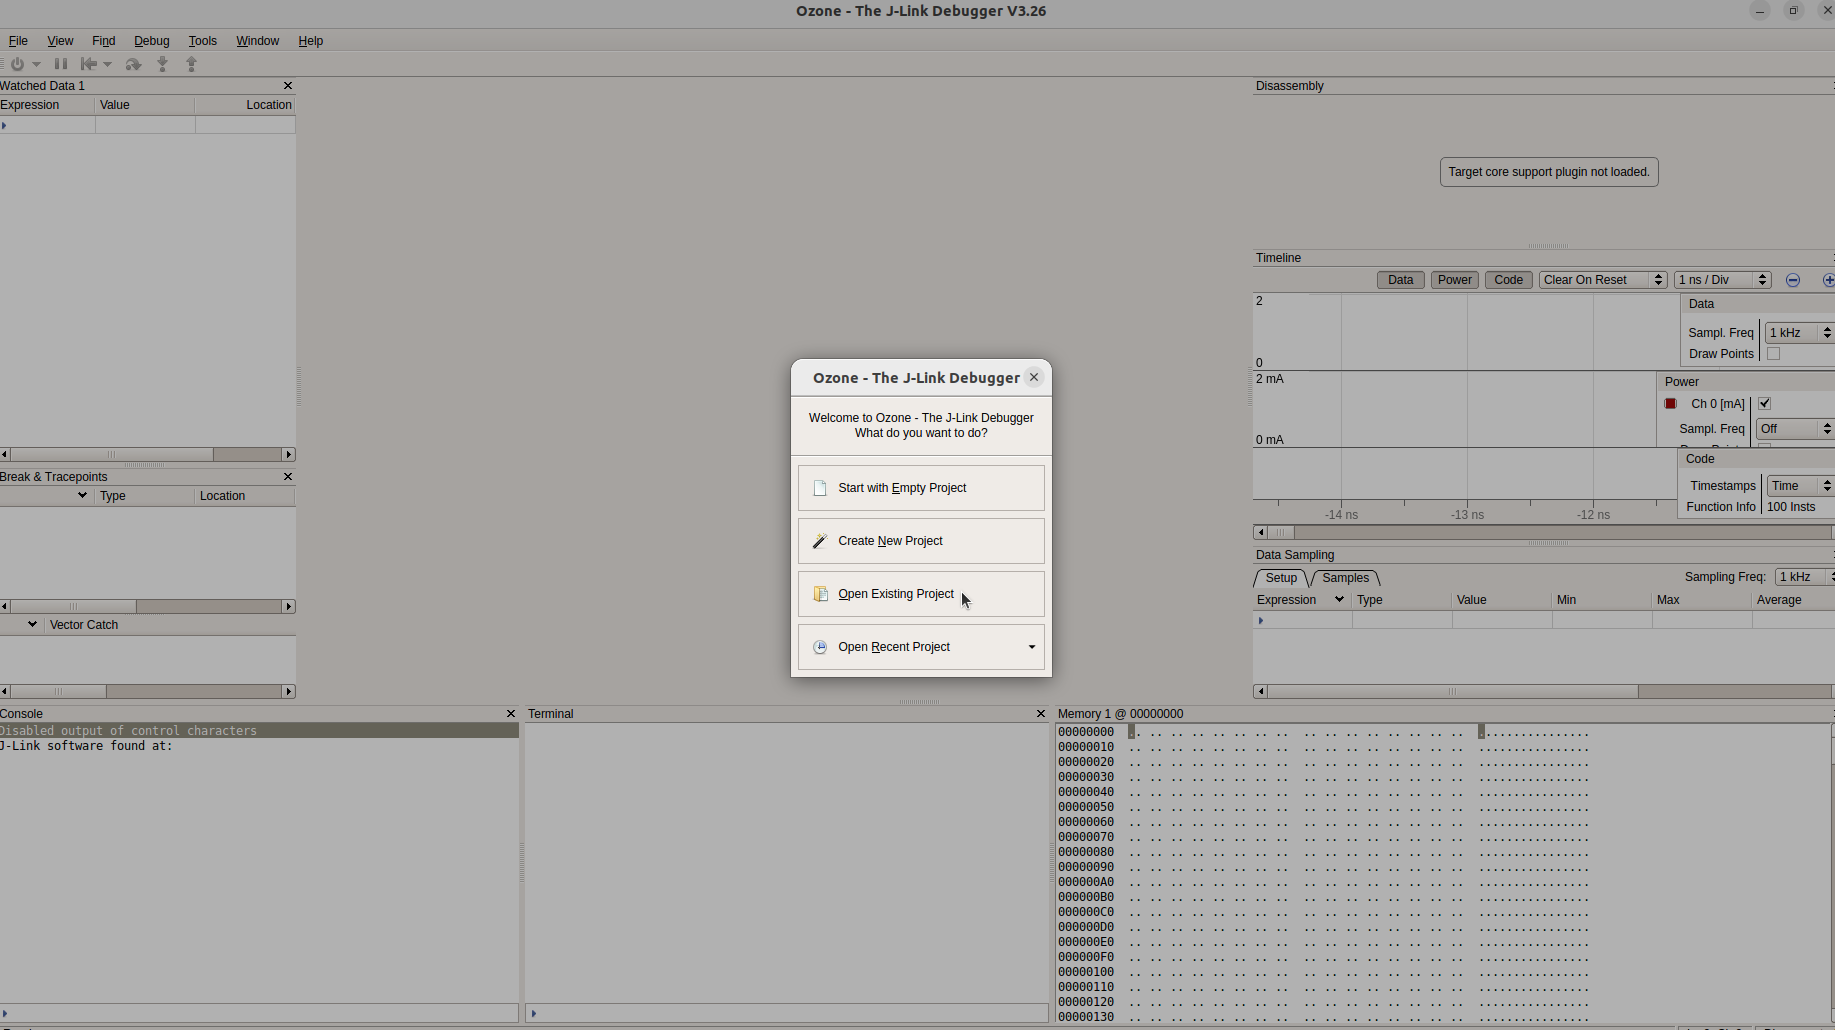 Ozone - The J-Link Debugger V3.26
File View Find Debug Tools Window Help
Watched Data 1
Expression Value Location
Break & Tracepoints
Type Location
Vector Catch
Ozone - The J-Link Debugger
Welcome to Ozone - The J-Link Debugger
What do you want to do?
Start with Empty Project
Create New Project
Open Existing Project
Open Recent Project
Disassembly
Target core support plugin not loaded.
Timeline
Data Power Code Clear On Reset 1 ns / Div
2
0
Data
Sampl. Freq 1 kHz
Draw Points
2 mA
0 mA
Power
Ch 0 [mA]
Sampl. Freq Off
Code
Timestamps Time
Function Info 100 Insts
-14 ns -13 ns -12 ns
Data Sampling
Setup Samples Sampling Freq: 1 kHz
Expression Type Value Min Max Average
Console
Disabled output of control characters
J-Link software found at:
Terminal
Memory 1 @ 00000000
00000000 .. .. .. .. .. .. .. .. .. .. .. .. .. .. .. .. ................
00000010 .. .. .. .. .. .. .. .. .. .. .. .. .. .. .. .. ................
00000020 .. .. .. .. .. .. .. .. .. .. .. .. .. .. .. .. ................
00000030 .. .. .. .. .. .. .. .. .. .. .. .. .. .. .. .. ................
00000040 .. .. .. .. .. .. .. .. .. .. .. .. .. .. .. .. ................
00000050 .. .. .. .. .. .. .. .. .. .. .. .. .. .. .. .. ................
00000060 .. .. .. .. .. .. .. .. .. .. .. .. .. .. .. .. ................
00000070 .. .. .. .. .. .. .. .. .. .. .. .. .. .. .. .. ................
00000080 .. .. .. .. .. .. .. .. .. .. .. .. .. .. .. .. ................
00000090 .. .. .. .. .. .. .. .. .. .. .. .. .. .. .. .. ................
000000A0 .. .. .. .. .. .. .. .. .. .. .. .. .. .. .. .. ................
000000B0 .. .. .. .. .. .. .. .. .. .. .. .. .. .. .. .. ................
000000C0 .. .. .. .. .. .. .. .. .. .. .. .. .. .. .. .. ................
000000D0 .. .. .. .. .. .. .. .. .. .. .. .. .. .. .. .. ................
000000E0 .. .. .. .. .. .. .. .. .. .. .. .. .. .. .. .. ................
000000F0 .. .. .. .. .. .. .. .. .. .. .. .. .. .. .. .. ................
00000100 .. .. .. .. .. .. .. .. .. .. .. .. .. .. .. .. ................
00000110 .. .. .. .. .. .. .. .. .. .. .. .. .. .. .. .. ................
00000120 .. .. .. .. .. .. .. .. .. .. .. .. .. .. .. .. ................
00000130 .. .. .. .. .. .. .. .. .. .. .. .. .. .. .. .. ................